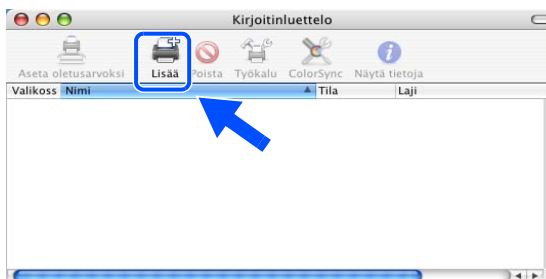 Kirjoitinluettelo
Aseta oletusarvoksi Lisää Poista Työkalu ColorSync Näytä tietoja
Valikoss Nimi Tila Laji